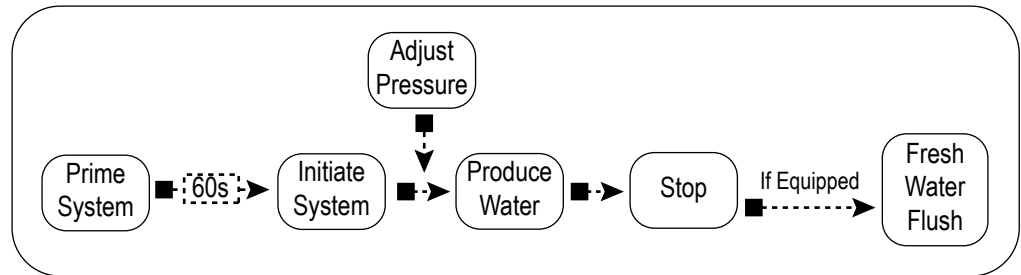 Prime
System
60s
Initiate
System
Adjust
Pressure
Produce
Water
Stop
If Equipped
Fresh
Water
Flush